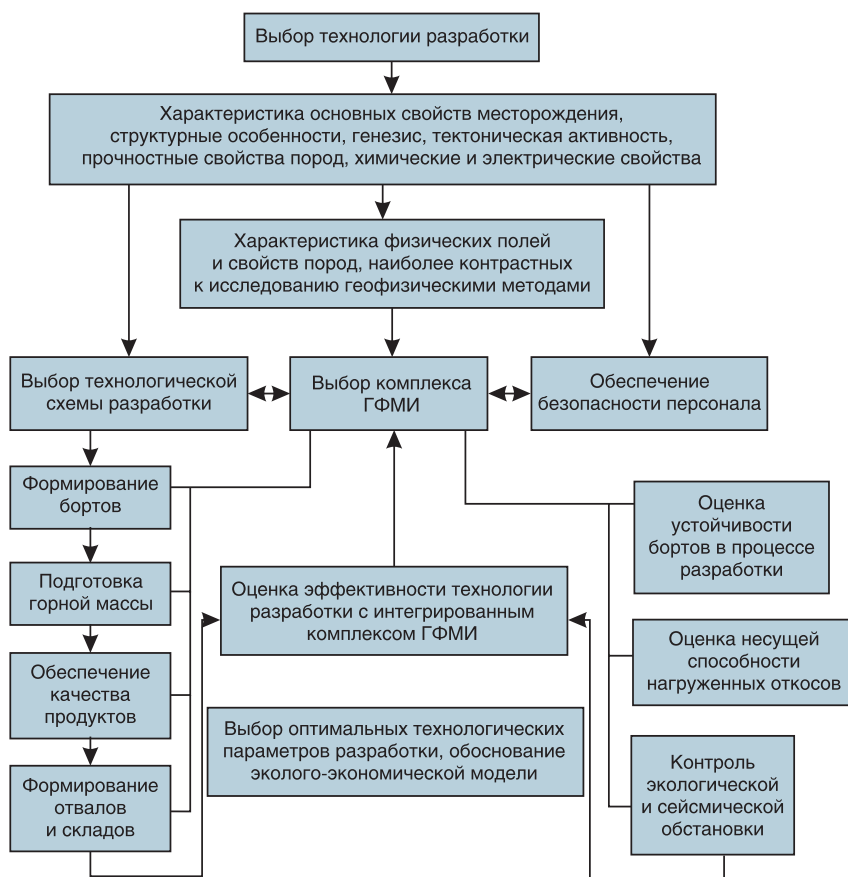 Выбор технологии разработки
Характеристика основных свойств месторождения,
структурные особенности, генезис, тектоническая активность,
прочностные свойства пород, химические и электрические свойства
Характеристика физических полей
и свойств пород, наиболее контрастных
к исследованию геофизическими методами
Выбор технологической
схемы разработки
Выбор комплекса
ГФМИ
Обеспечение
безопасности персонала
Формирование
бортов
Подготовка
горной массы
Обеспечение
качества
продуктов
Формирование
отвалов
и складов
Оценка эффективности технологии
разработки с интегрированным
комплексом ГФМИ
Выбор оптимальных технологических
параметров разработки, обоснование
эколого-экономической модели
Оценка
устойчивости
бортов в процессе
разработки
Оценка несущей
способности
нагруженных откосов
Контроль
экологической
и сейсмической
обстановки